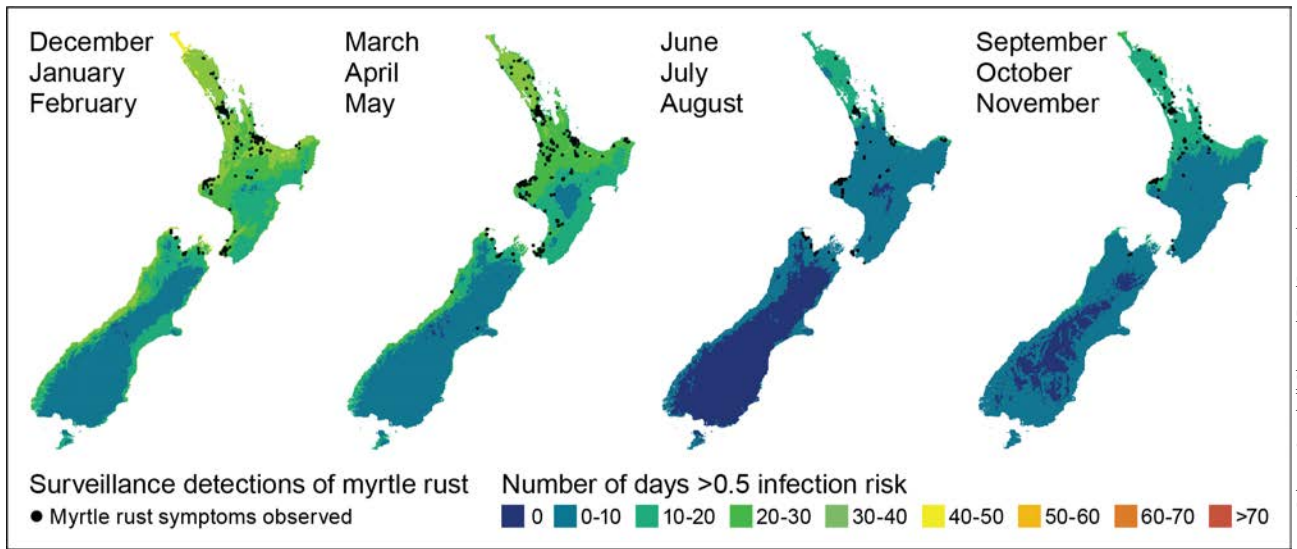 December
January
February
March
April
May
June
July
August
September
October
November
Surveillance detections of myrtle rust
Myrtle rust symptoms observed
Number of days >0.5 infection risk
0 0-10 10-20 20-30 30-40 40-50 50-60 60-70 >70